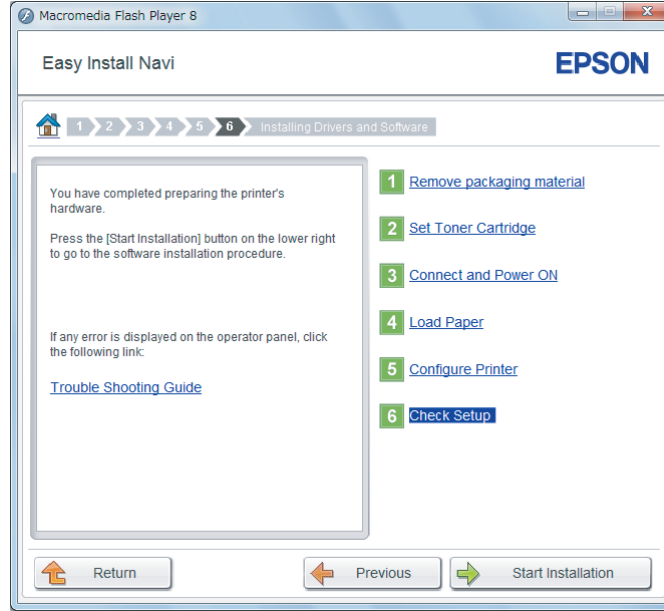 Macromedia Flash Player 8
Easy Install Navi
EPSON
1 2 3 4 5 6 Installing Drivers and Software
You have completed preparing the printer's
hardware.
Press the [Start Installation] button on the lower right
to go to the software installation procedure.
If any error is displayed on the operator panel, click
the following link:
Trouble Shooting Guide
1 Remove packaging material
2 Set Toner Cartridge
3 Connect and Power ON
4 Load Paper
5 Configure Printer
6 Check Setup
Return
Previous
Start Installation